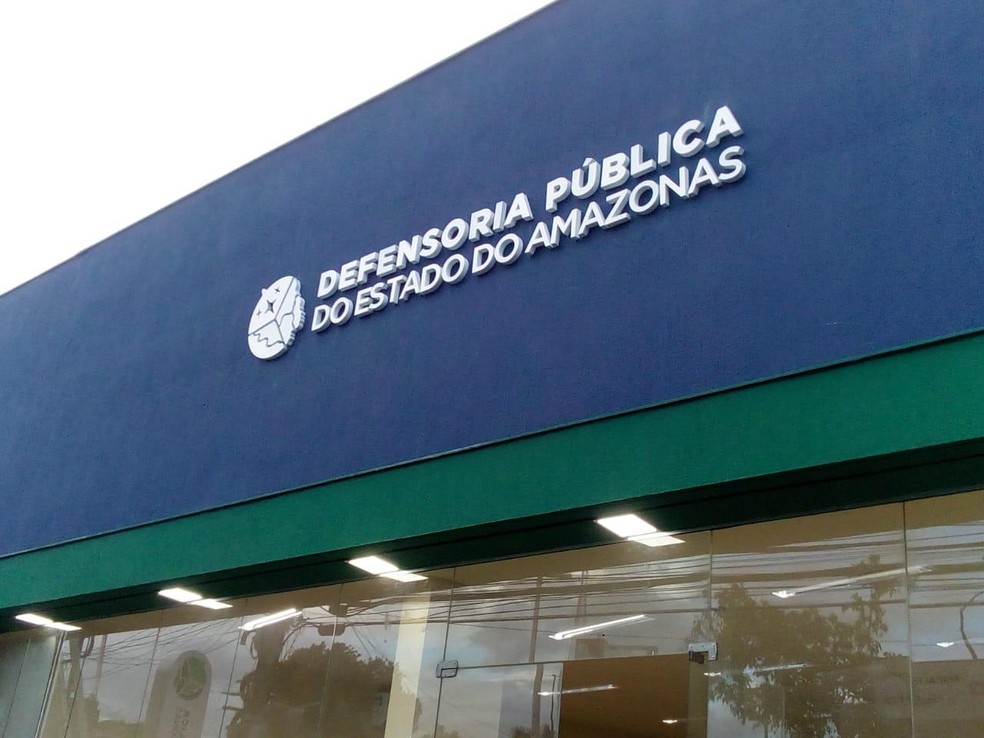 DEFENSORIA PÚBLICA
DO ESTADO DO AMAZONAS